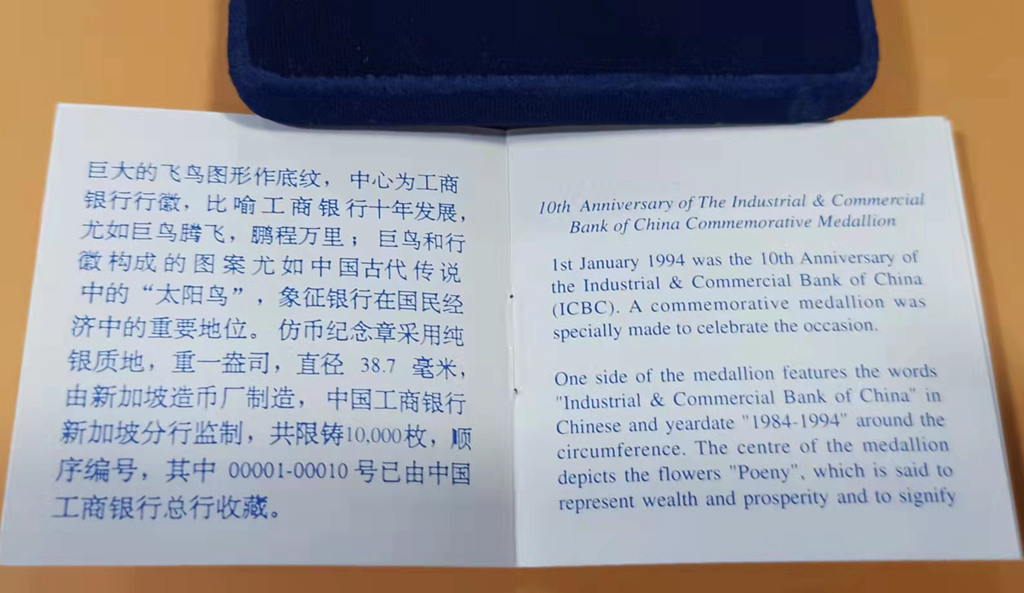 巨大的飞鸟图形作底纹，中心为工商
银行行徽，比喻工商银行十年发展，
尤如巨鸟腾飞，鹏程万里；巨鸟和行
徽构成的图案尤如中国古代传说
中的“太阳鸟”，象征银行在国民经
济中的重要地位。仿币纪念章采用纯
银质地，重一盎司，直径 38.7 毫米，
由新加坡造币厂制造，中国工商银行
新加坡分行监制，共限铸10,000枚，顺
序编号，其中 00001-00010 号已由中国
工商银行总行收藏。
10th Anniversary of The Industrial & Commercial
Bank of China Commemorative Medallion
1st January 1994 was the 10th Anniversary of
the Industrial & Commercial Bank of China
(ICBC). A commemorative medallion was
specially made to celebrate the occasion.
One side of the medallion features the words
"Industrial & Commercial Bank of China" in
Chinese and yeardate "1984-1994" around the
circumference. The centre of the medallion
depicts the flowers "Poeny", which is said to
represent wealth and prosperity and to signify